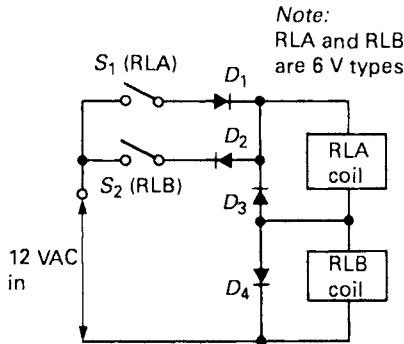 Note:
RLA and RLB
are 6 V types
S₁ (RLA)
D₁
D₂
S₂ (RLB)
RLA
coil
D₃
12 VAC
in
D₄
RLB
coil